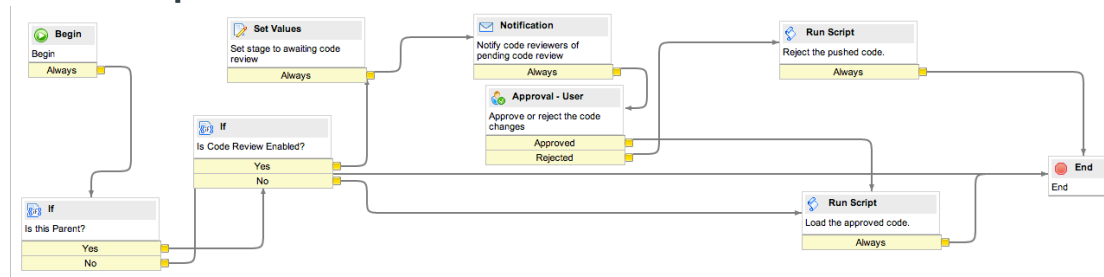 Begin
Begin
Always
Set Values
Set stage to awaiting code
review
Always
Notification
Notify code reviewers of
pending code review
Always
Run Script
Reject the pushed code.
Always
Approval - User
Approve or reject the code
changes
Approved
Rejected
If
Is Code Review Enabled?
Yes
No
End
End
If
Is this Parent?
Yes
No
Run Script
Load the approved code.
Always